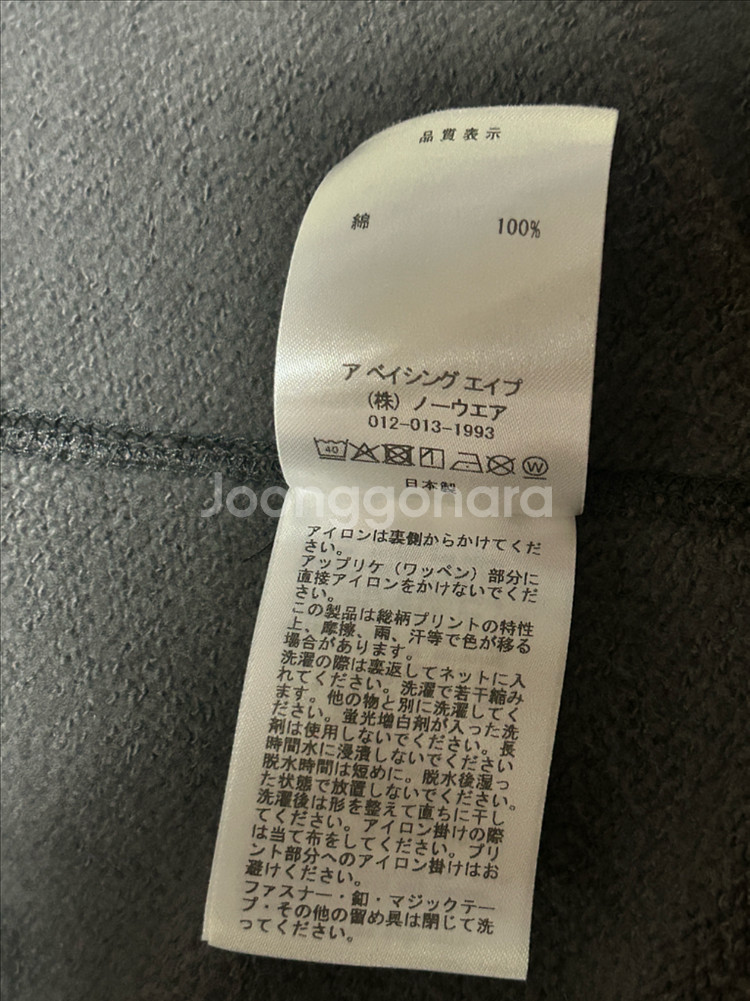 品質表示
綿 100%
ア ベイシング エイプ
(株) ノーウエア
012-013-1993
40 W
日本製
Joonggonara
アイロンは裏側からかけてくだ
さい。
アップリケ(ワッペン)部分に
直接アイロンをかけないでくだ
さい。
この製品は総柄プリントの特性
上、摩擦、雨、汗等で色が移る
場合があります。
洗濯の際は裏返してネットに入
れてください。洗濯で若干縮み
ます。他の物と別に洗濯してく
ださい。蛍光増白剤が入った洗
剤は使用しないでください。長
時間水に浸漬しないでください
脱水時間は短めに。脱水後湿っ
た状態で放置しないでください。
洗濯後は形を整えて直ちに干し
てください。アイロン掛けの際
は当て布をしてください。プリ
ント部分へのアイロン掛けはお
避けください。
ファスナー・釦・マジックテー
プ・その他の留め具は閉じて洗
ってください。